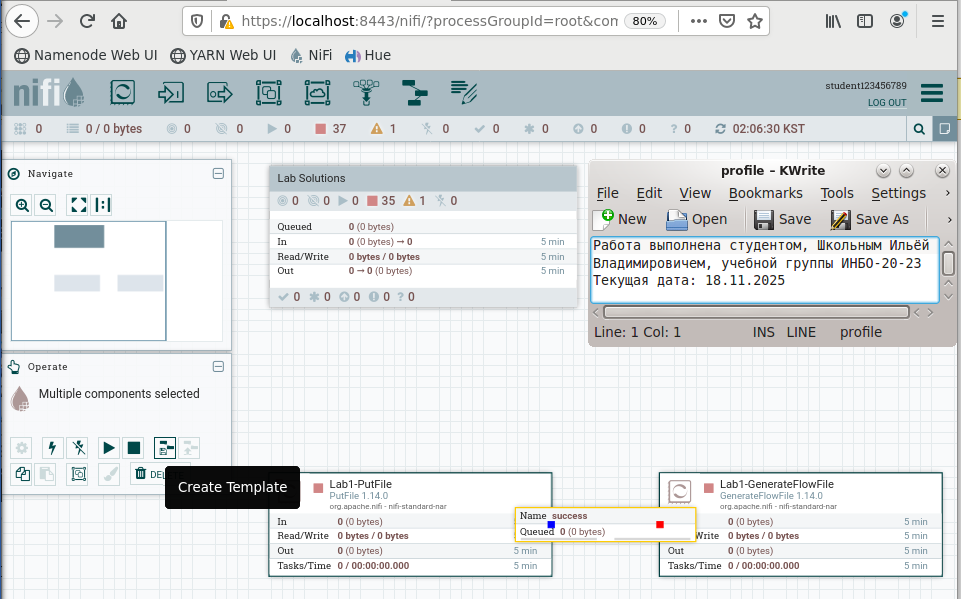 https://localhost:8443/nifi/?processGroupId=root&con 80%
Namenode Web UI YARN Web UI NiFi Hue
nifi
student123456789
LOG OUT
0 0 / 0 bytes 0 0 0 37 1 0 0 0 0 0 0 02:06:30 KST
Navigate
Operate
Multiple components selected
DEL
Create Template
Lab Solutions
0 0 0 35 1 0
Queued 0 (0 bytes)
In 0 (0 bytes) → 0 5 min
Read/Write 0 bytes / 0 bytes 5 min
Out 0 → 0 (0 bytes) 5 min
0 0 0 0 0
profile – KWrite
File Edit View Bookmarks Tools Settings
New Open Save Save As
Работа выполнена студентом, Школьным Ильёй
Владимировичем, учебной группы ИНБО-20-23
Текущая дата: 18.11.2025
Line: 1 Col: 1 INS LINE profile
Lab1-PutFile
PutFile 1.14.0
org.apache.nifi - nifi-standard-nar
In 0 (0 bytes) 5 min
Read/Write 0 bytes / 0 bytes 5 min
Out 0 (0 bytes) 5 min
Tasks/Time 0 / 00:00:00.000 5 min
Name success
Queued 0 (0 bytes)
Lab1-GenerateFlowFile
GenerateFlowFile 1.14.0
org.apache.nifi - nifi-standard-nar
0 (0 bytes) 5 min
Write 0 bytes / 0 bytes 5 min
Out 0 (0 bytes) 5 min
Tasks/Time 0 / 00:00:00.000 5 min